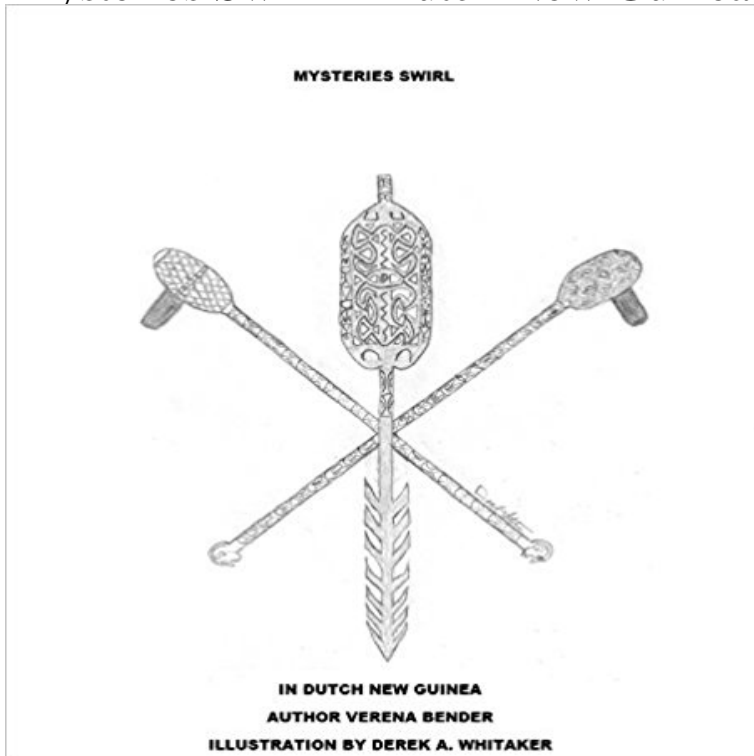 MYSTERIES SWIRL
IN DUTCH NEW GUINEA
AUTHOR VERENA BENDER
ILLUSTRATION BY DEREK A. WHITAKER